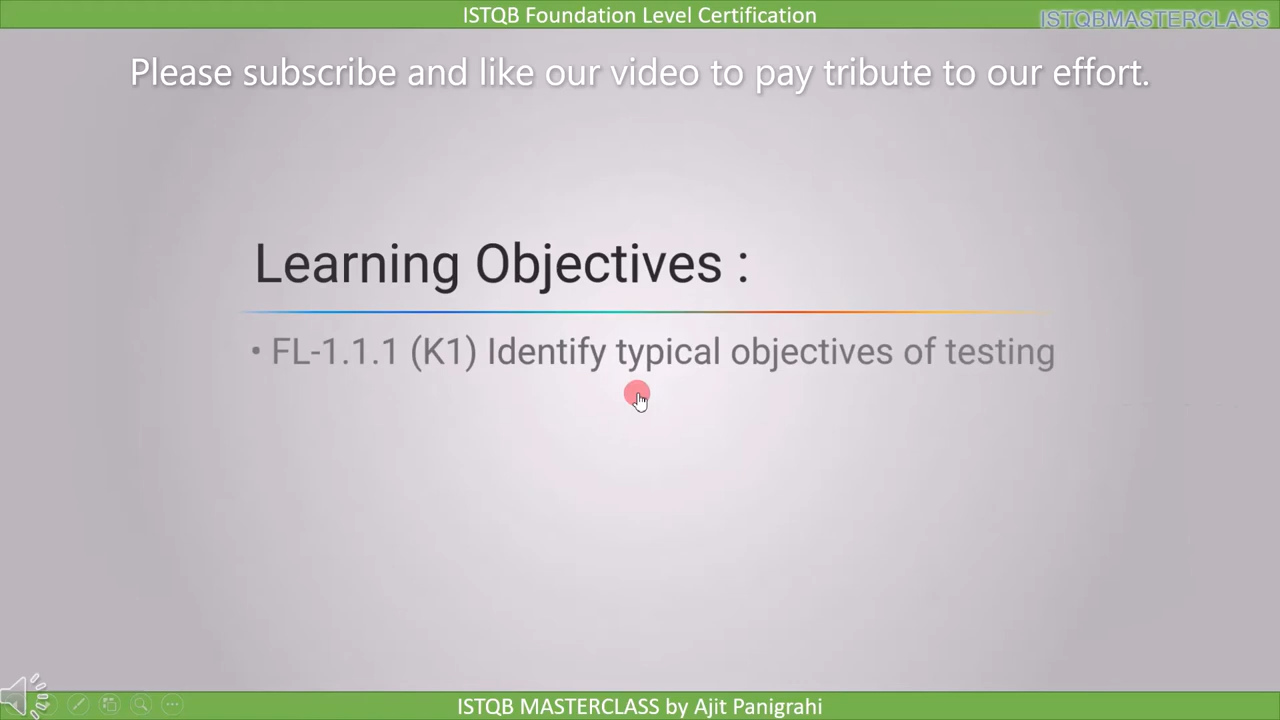 ISTQB Foundation Level Certification
ISTQBMASTERCLASS
Please subscribe and like our video to pay tribute to our effort.
Learning Objectives :
• FL-1.1.1 (K1) Identify typical objectives of testing
ISTQB MASTERCLASS by Ajit Panigrahi